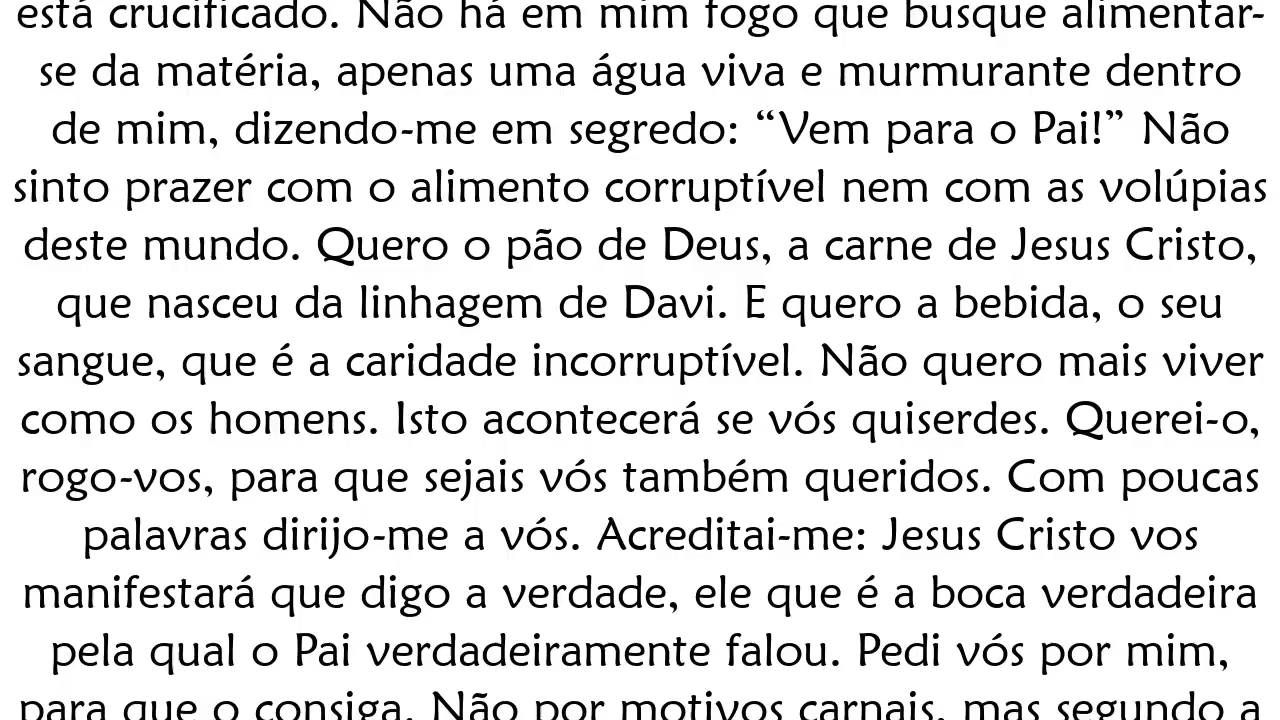 está crucificado. Não há em mim fogo que busque alimentar-
se da matéria, apenas uma água viva e murmurante dentro
de mim, dizendo-me em segredo: “Vem para o Pai!” Não
sinto prazer com o alimento corruptível nem com as volúpias
deste mundo. Quero o pão de Deus, a carne de Jesus Cristo,
que nasceu da linhagem de Davi. E quero a bebida, o seu
sangue, que é a caridade incorruptível. Não quero mais viver
como os homens. Isto acontecerá se vós quiserdes. Querei-o,
rogo-vos, para que sejais vós também queridos. Com poucas
palavras dirijo-me a vós. Acreditai-me: Jesus Cristo vos
manifestará que digo a verdade, ele que é a boca verdadeira
pela qual o Pai verdadeiramente falou. Pedi vós por mim,
para que o consiga. Não por motivos carnais, mas segundo a